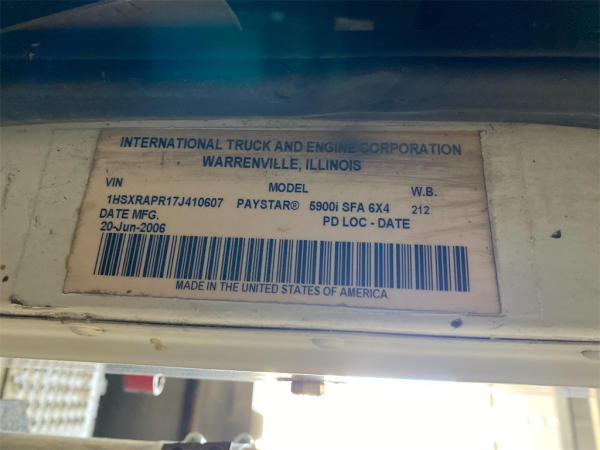 INTERNATIONAL TRUCK AND ENGINE CORPORATION
WARRENVILLE, ILLINOIS
VIN MODEL W.B.
1HSXRAPR17J410607 PAYSTAR® 5900i SFA 6X4 212
DATE MFG. PD LOC - DATE
20-Jun-2006
MADE IN THE UNITED STATES OF AMERICA